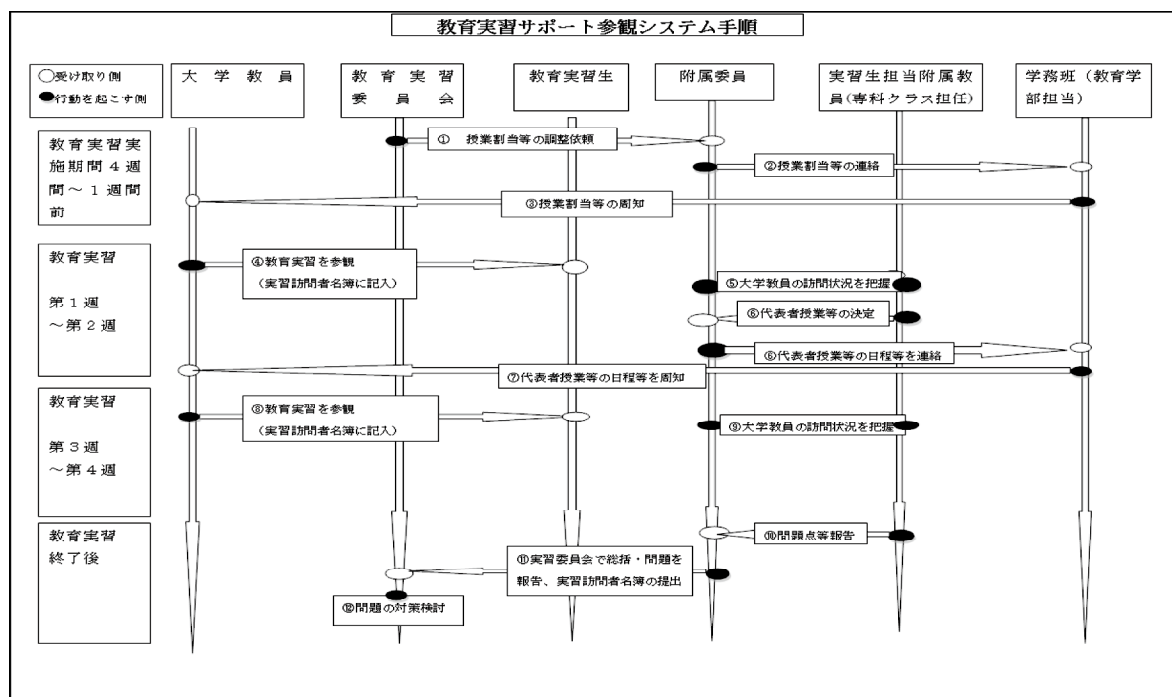 教育実習サポート参観システム手順
○受け取り側
●行動を起こす側
大学教員
教育実習
委員会
教育実習生
附属委員
実習生担当附属教
員(専科クラス担任)
学務班（教育学
部担当）
教育実習実
施期間４週
間～１週間
前
① 授業割当等の調整依頼
②授業割当等の連絡
③授業割当等の周知
教育実習
第１週
～第２週
④教育実習を参観
（実習訪問者名簿に記入）
⑤大学教員の訪問状況を把握
⑥代表者授業等の決定
⑥代表者授業等の日程等を連絡
⑦代表者授業等の日程等を周知
教育実習
第３週
～第４週
⑧教育実習を参観
（実習訪問者名簿に記入）
⑨大学教員の訪問状況を把握
教育実習
終了後
⑩問題点等報告
⑪実習委員会で総括・問題を
報告、実習訪問者名簿の提出
⑫問題の対策検討